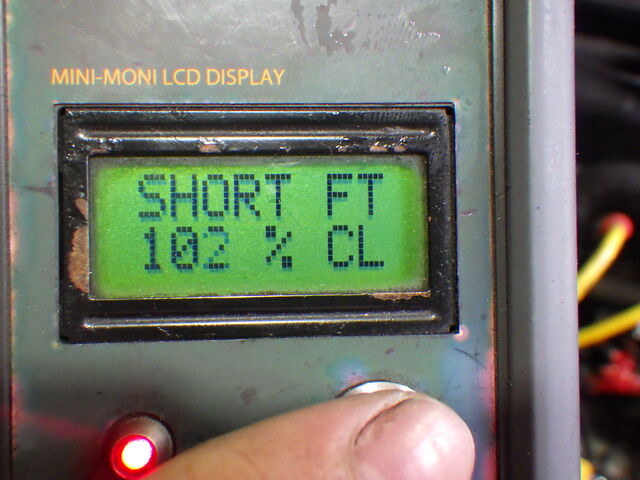 MINI-MONI LCD DISPLAY
SHORT FT
102 % CL